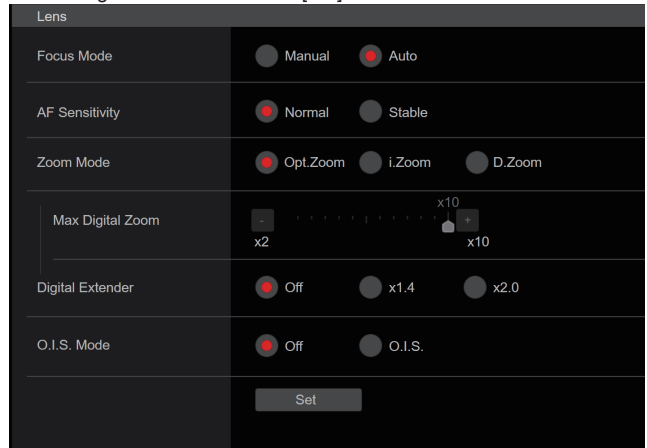 Lens
Focus Mode Manual Auto
AF Sensitivity Normal Stable
Zoom Mode Opt.Zoom i.Zoom D.Zoom
x10
Max Digital Zoom - +
x2 x10
Digital Extender Off x1.4 x2.0
O.I.S. Mode Off O.I.S.
Set